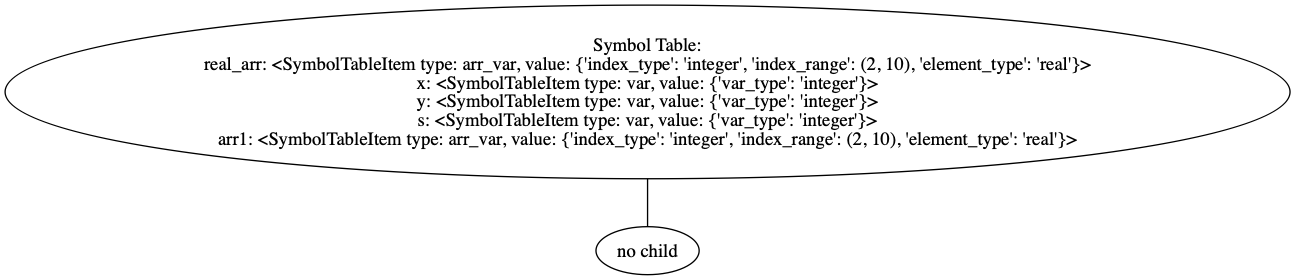 Symbol Table:
real_arr: <SymbolTableItem type: arr_var, value: {'index_type': 'integer', 'index_range': (2, 10), 'element_type': 'real'}>
x: <SymbolTableItem type: var, value: {'var_type': 'integer'}>
y: <SymbolTableItem type: var, value: {'var_type': 'integer'}>
s: <SymbolTableItem type: var, value: {'var_type': 'integer'}>
arr1: <SymbolTableItem type: arr_var, value: {'index_type': 'integer', 'index_range': (2, 10), 'element_type': 'real'}>
no child